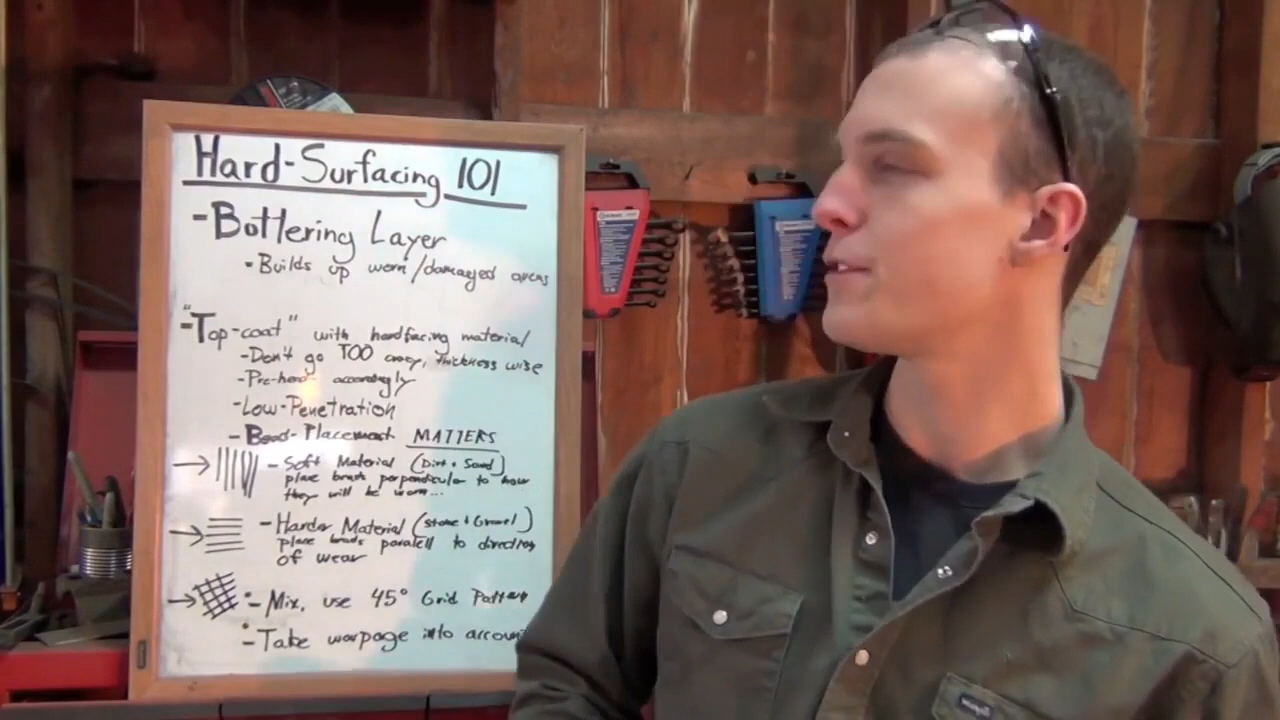 Hard-Surfacing 101
-Bottering Layer
-Builds up worn/damaged areas
-"Top-coat" with hardfacing material
-Don't go TOO crazy, thickness wise
-Pre-heat accordingly
-Low-Penetration
-Bead-Placement MATTERS
-Soft Material (Dirt + Sand)
place beads perpendicular to how
they will be worn...
-Harder Material (Stone + Gravel)
place beads paralell to direction
of wear
-Mix, use 45° Grid Pattern
-Take warpage into account